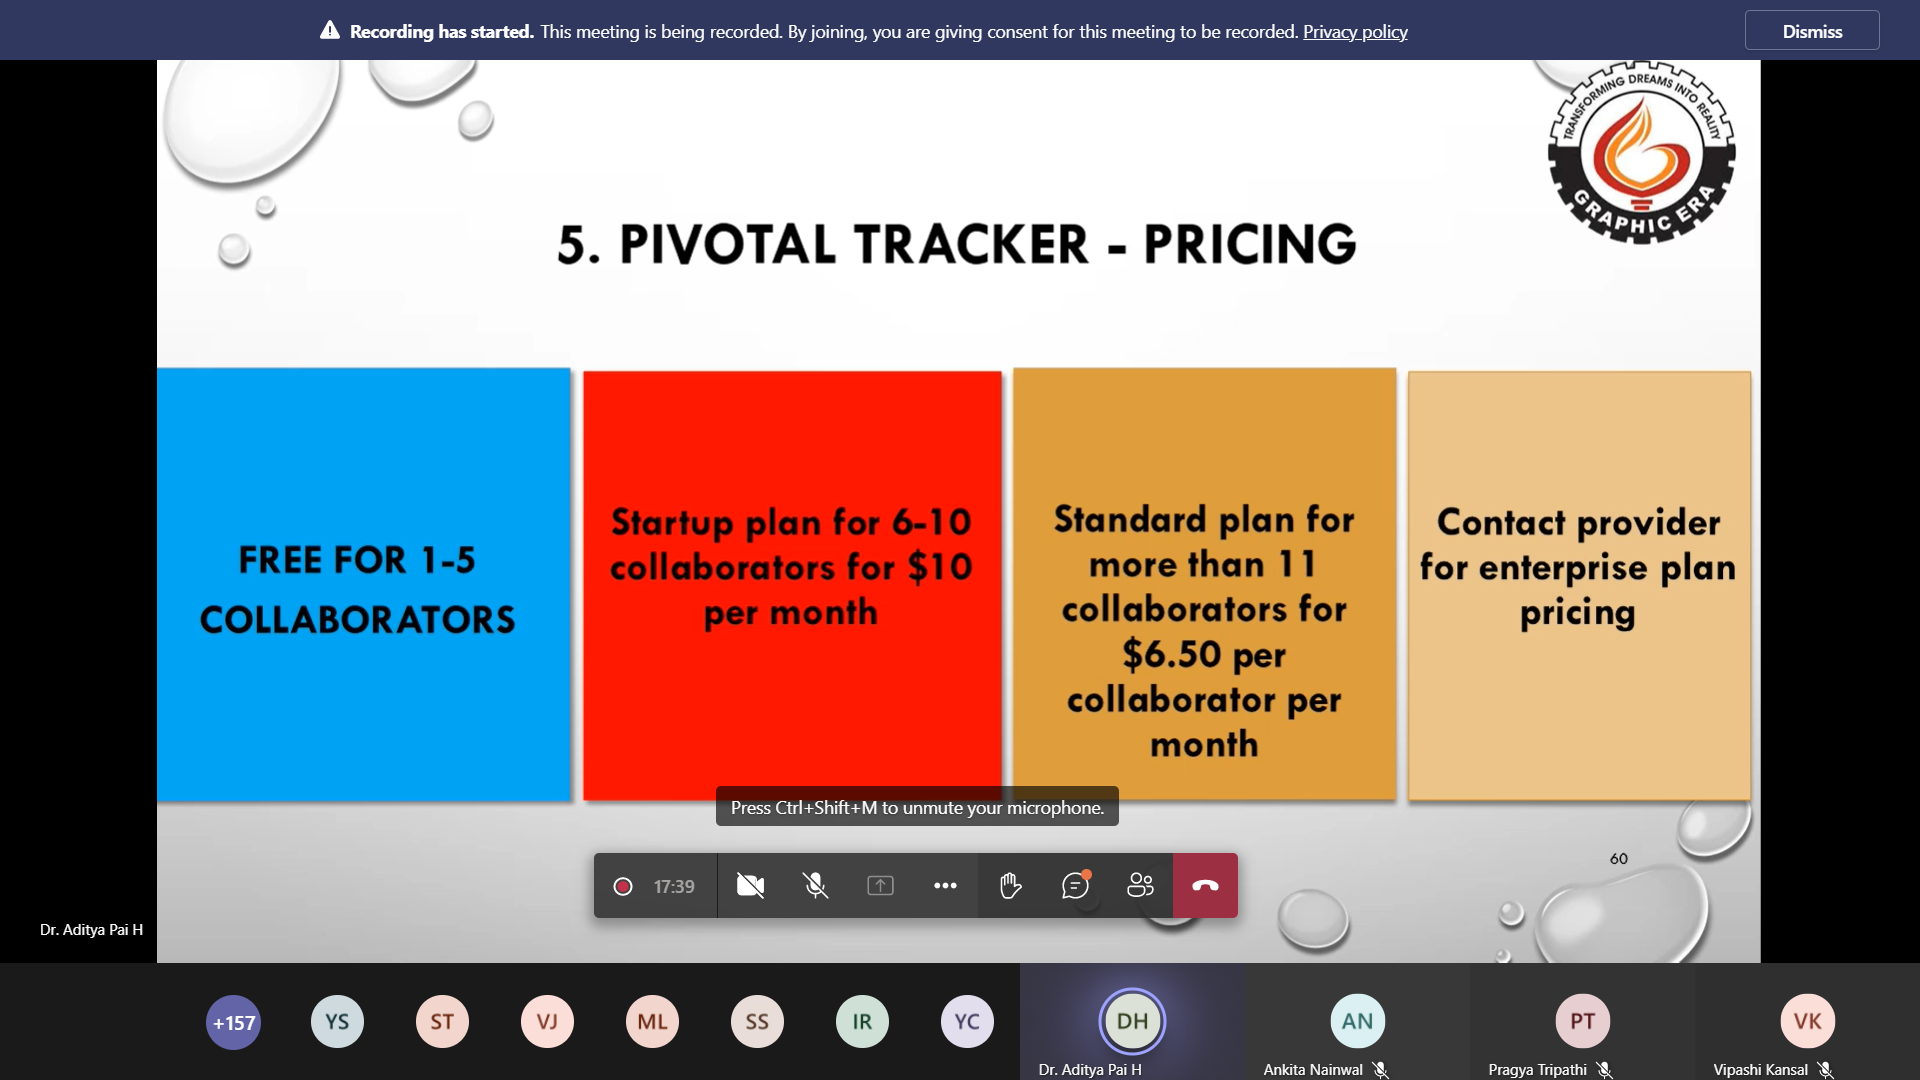 Recording has started. This meeting is being recorded. By joining, you are giving consent for this meeting to be recorded. Privacy policy
Dismiss
TRANSFORMING DREAMS INTO REALITY
GRAPHIC ERA
5. PIVOTAL TRACKER - PRICING
FREE FOR 1-5
COLLABORATORS
Startup plan for 6-10
collaborators for $10
per month
Standard plan for
more than 11
collaborators for
$6.50 per
collaborator per
month
Contact provider
for enterprise plan
pricing
Press Ctrl+Shift+M to unmute your microphone.
60
17:39
Dr. Aditya Pai H
+157
YS
ST
VJ
ML
SS
IR
YC
DH
Dr. Aditya Pai H
AN
Ankita Nainwal
PT
Pragya Tripathi
VK
Vipashi Kansal